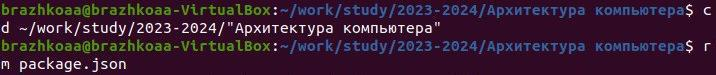 brazhkoaa@brazhkoaa-VirtualBox:~/work/study/2023-2024/Архитектура компьютера$ c
d ~/work/study/2023-2024/"Архитектура компьютера"
brazhkoaa@brazhkoaa-VirtualBox:~/work/study/2023-2024/Архитектура компьютера$ r
m package.json